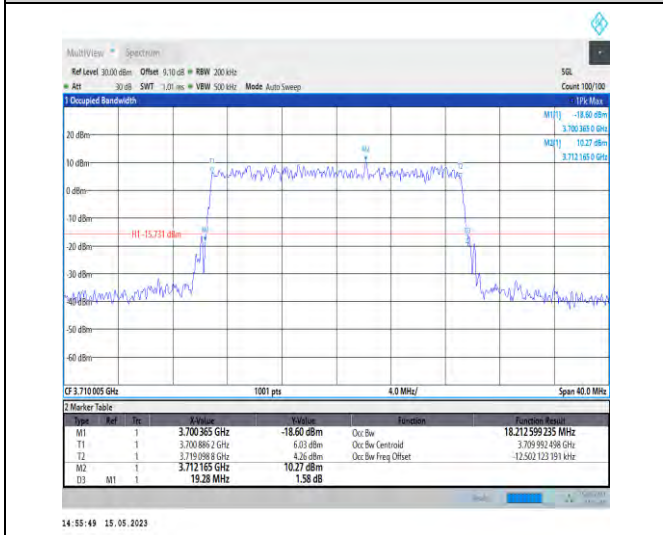 MultiView Spectrum
Ref Level 30.00 dBm Offset 9.10 dB RBW 200 kHz SGL
Att 30 dB SWT 1.01 ms VBW 500 kHz Mode Auto Sweep Count 100/100
1 Occupied Bandwidth 1Pk Max
M1[1] -18.60 dBm
3.700 365 0 GHz
M2[1] 10.27 dBm
3.712 165 0 GHz
20 dBm
10 dBm
0 dBm
-10 dBm
H1 -15.731 dBm
-20 dBm
-30 dBm
-40 dBm
-50 dBm
-60 dBm
T1
M2
T2
M1
CF 3.710 005 GHz 1001 pts 4.0 MHz/ Span 40.0 MHz
2 Marker Table
Type Ref Trc X-Value Y-Value Function Function Result
M1 1 3.700 365 GHz -18.60 dBm Occ Bw 18.212 599 235 MHz
T1 1 3.700 886 2 GHz 6.03 dBm Occ Bw Centroid 3.709 992 498 GHz
T2 1 3.719 098 8 GHz 4.26 dBm Occ Bw Freq Offset -12.502 123 191 kHz
M2 1 3.712 165 GHz 10.27 dBm
D3 M1 1 19.28 MHz 1.58 dB
14:55:49 15.05.2023